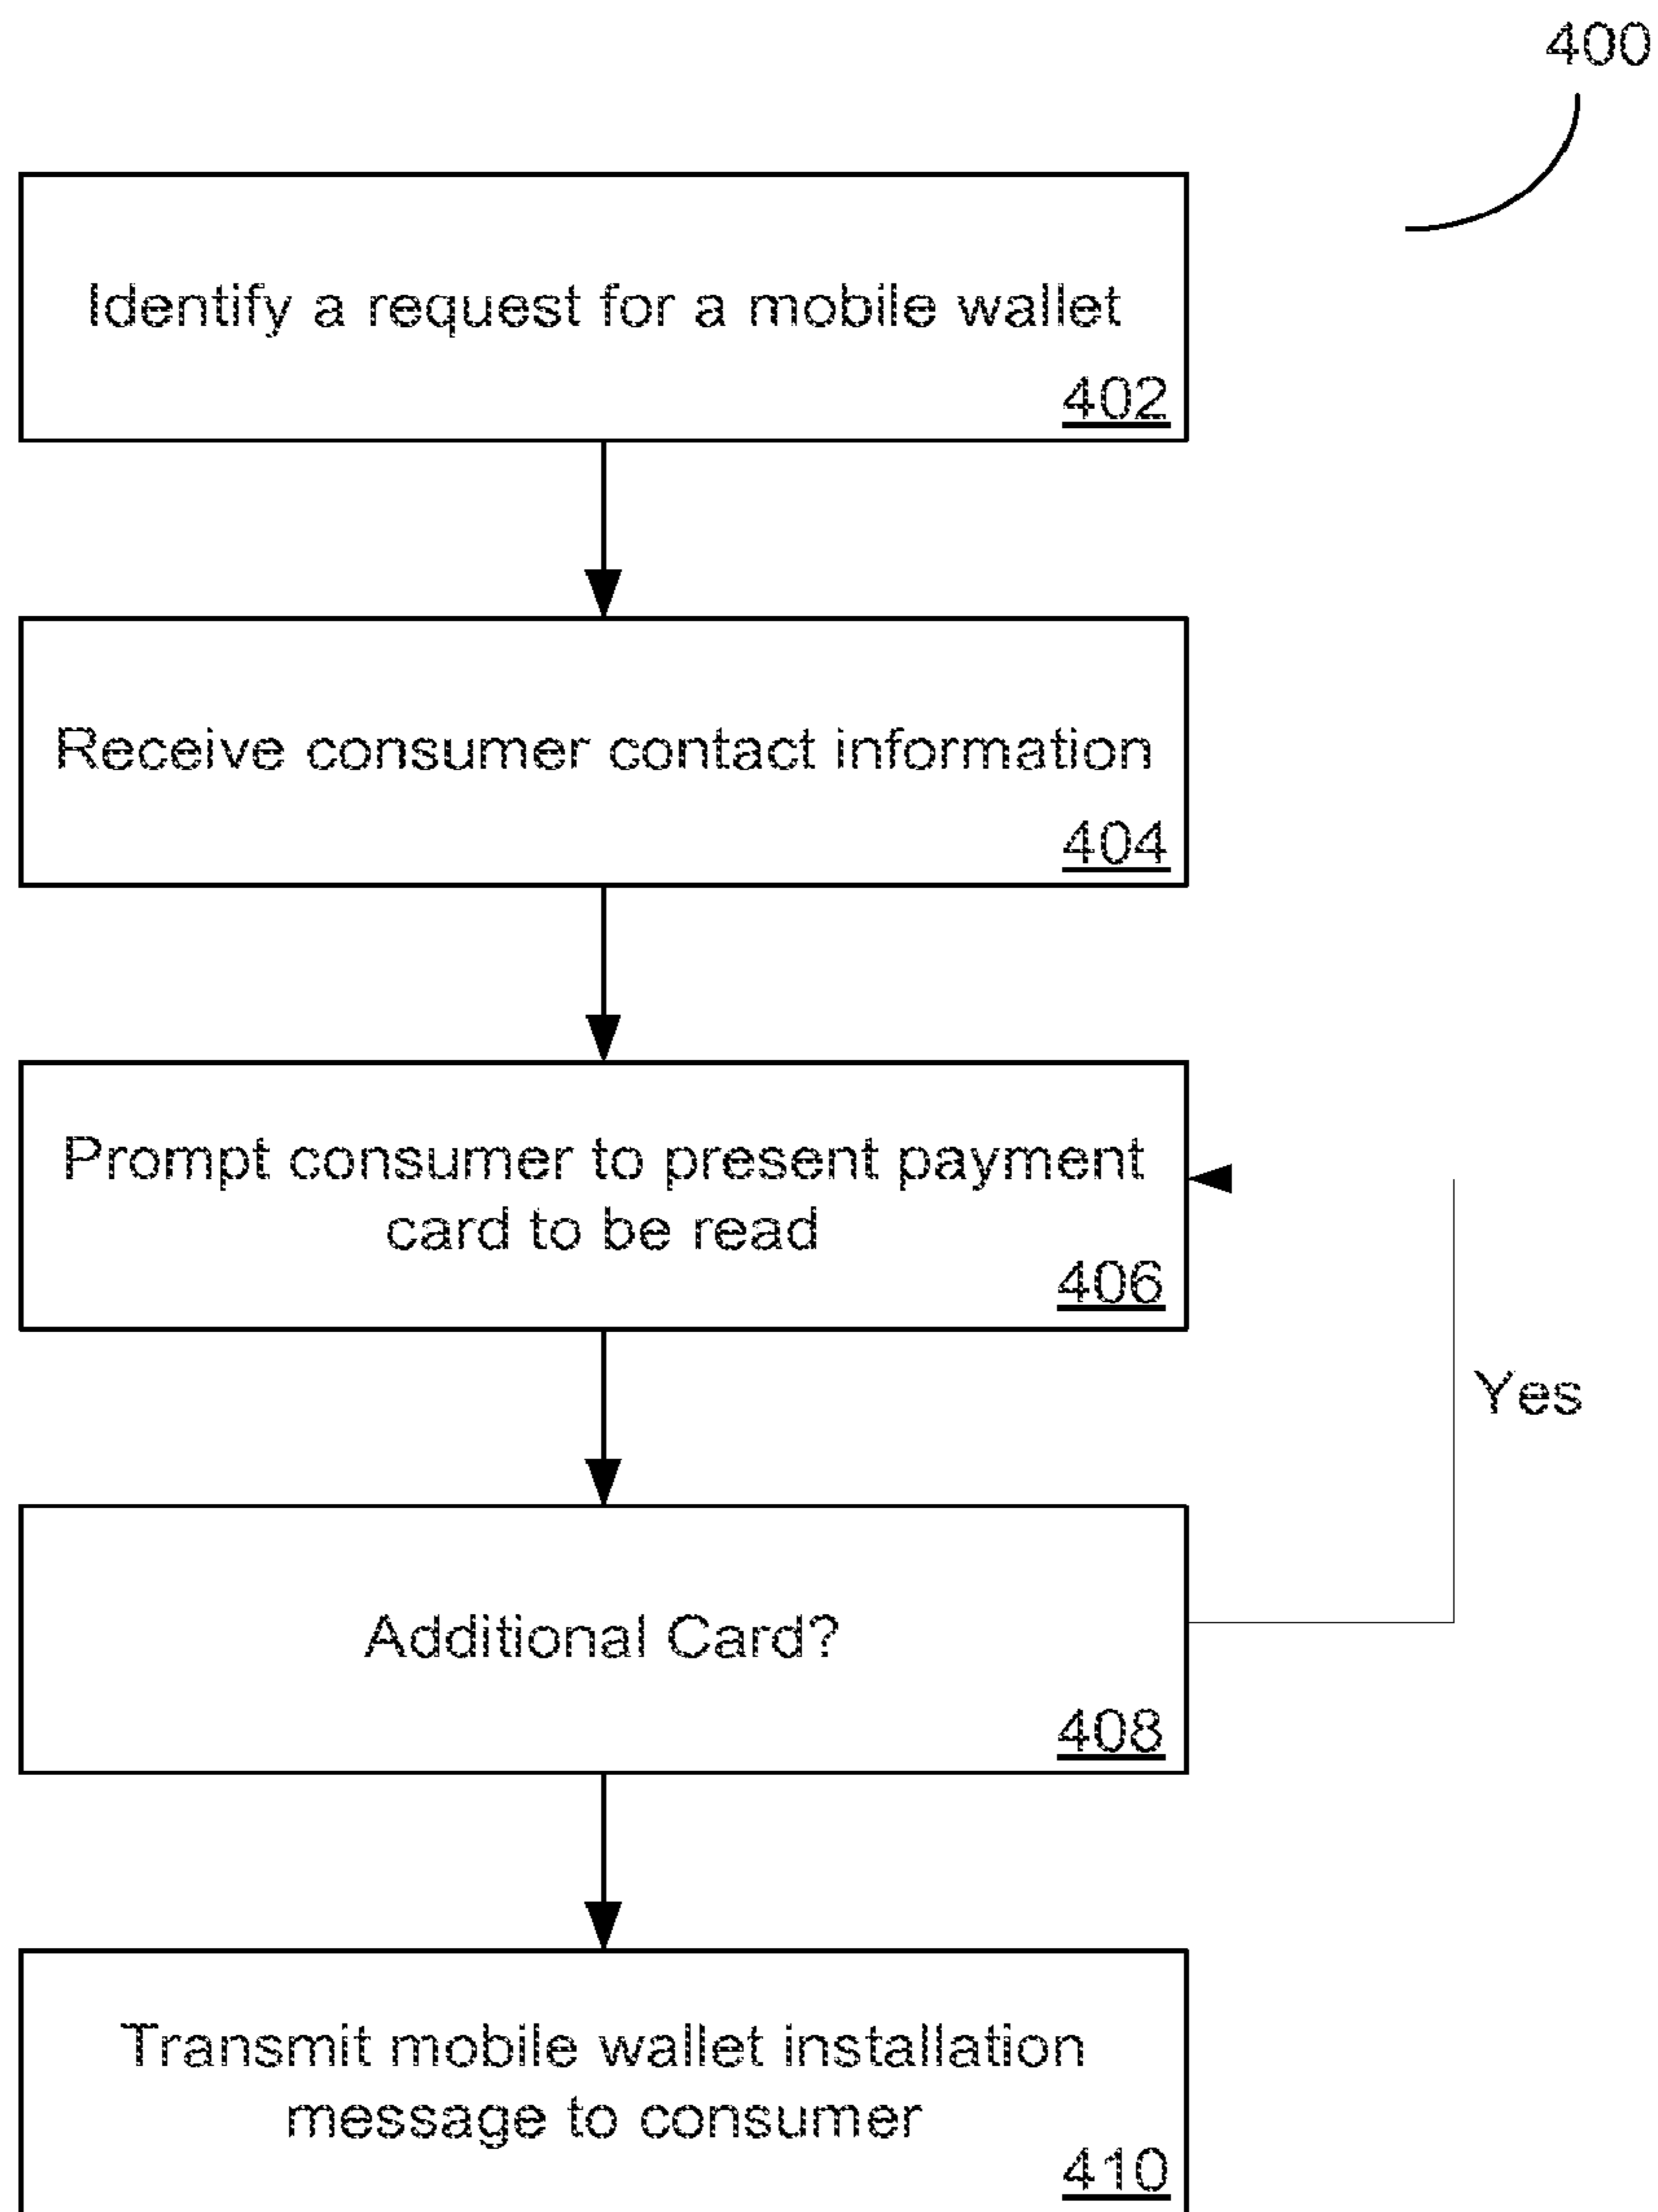 400
Identify a request for a mobile wallet
402
Receive consumer contact information
404
Prompt consumer to present payment
card to be read
406
Yes
Additional Card?
408
Transmit mobile wallet installation
message to consumer
410